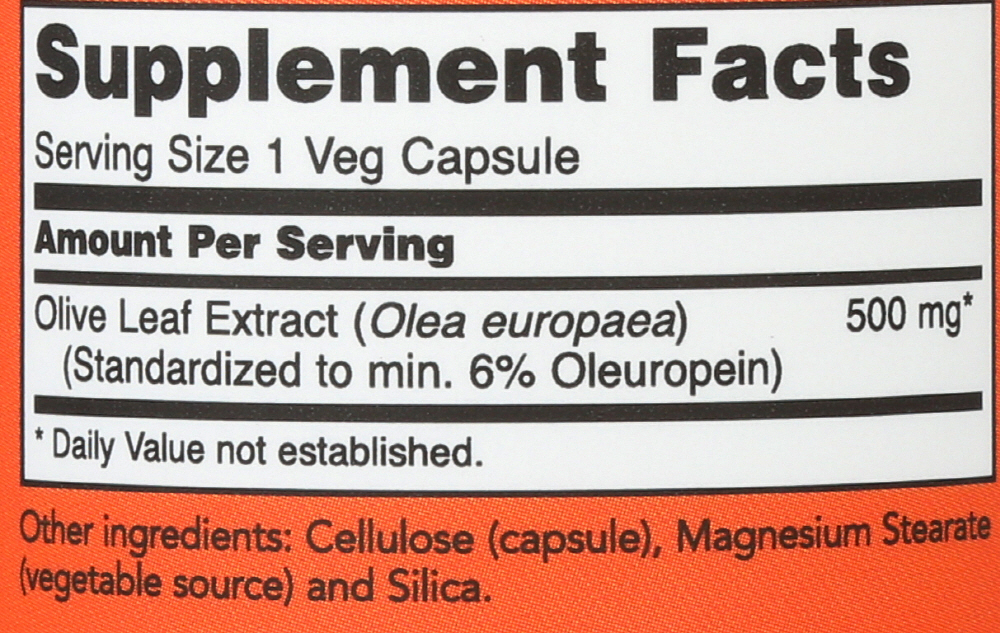 Supplement Facts
Serving Size 1 Veg Capsule
Amount Per Serving
Olive Leaf Extract (Olea europaea) 500 mg*
(Standardized to min. 6% Oleuropein)
* Daily Value not established.
Other ingredients: Cellulose (capsule), Magnesium Stearate
(vegetable source) and Silica.